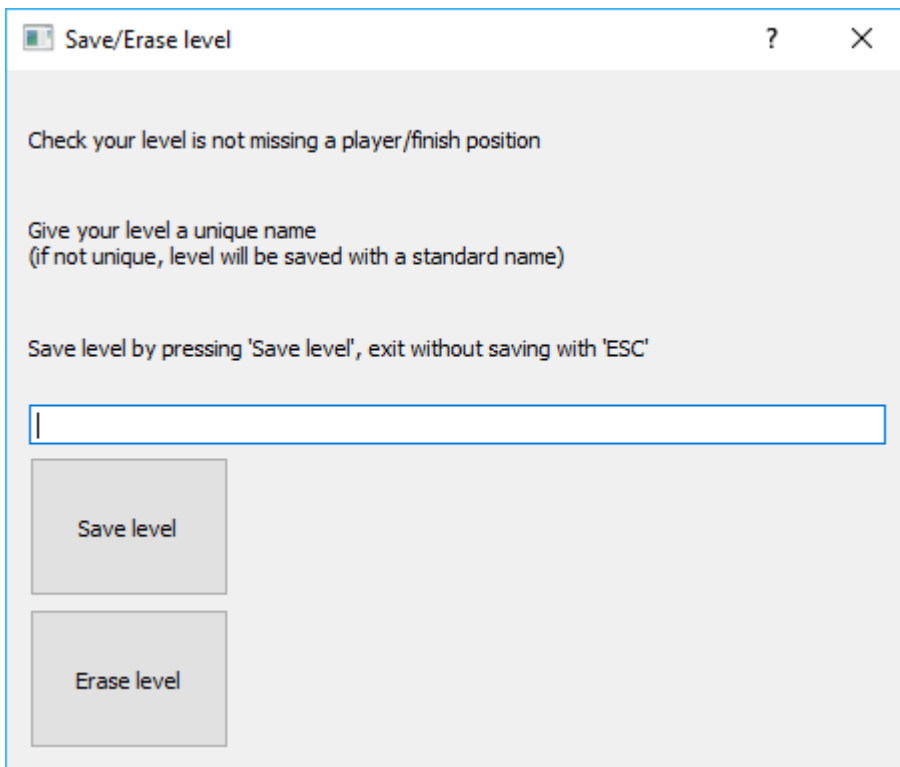 Save/Erase level
?
Check your level is not missing a player/finish position
Give your level a unique name
(if not unique, level will be saved with a standard name)
Save level by pressing 'Save level', exit without saving with 'ESC'
Save level
Erase level